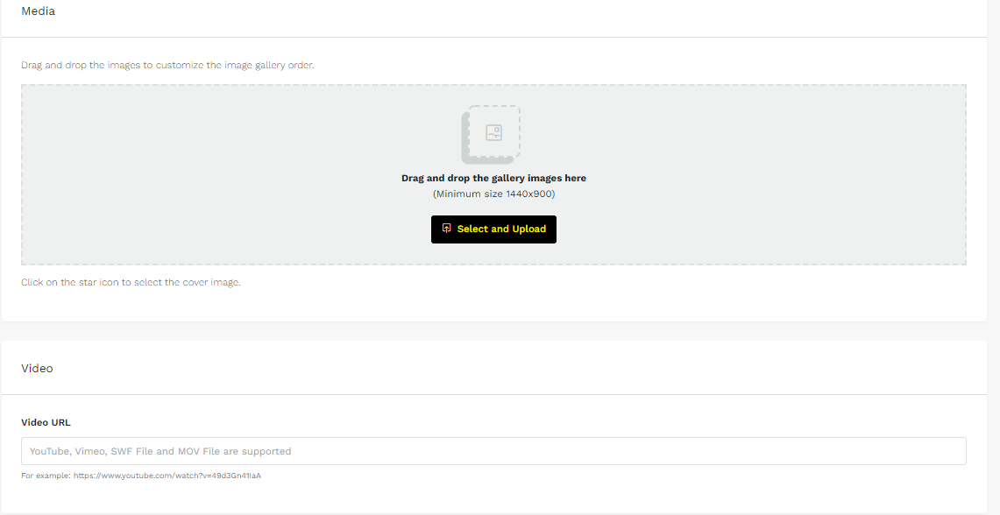 Media
Drag and drop the images to customize the image gallery order.
Drag and drop the gallery images here
(Minimum size 1440x900)
Select and Upload
Click on the star icon to select the cover image.
Video
Video URL
YouTube, Vimeo, SWF File and MOV File are supported
For example: https://www.youtube.com/watch?v=49d3Gn41IaA